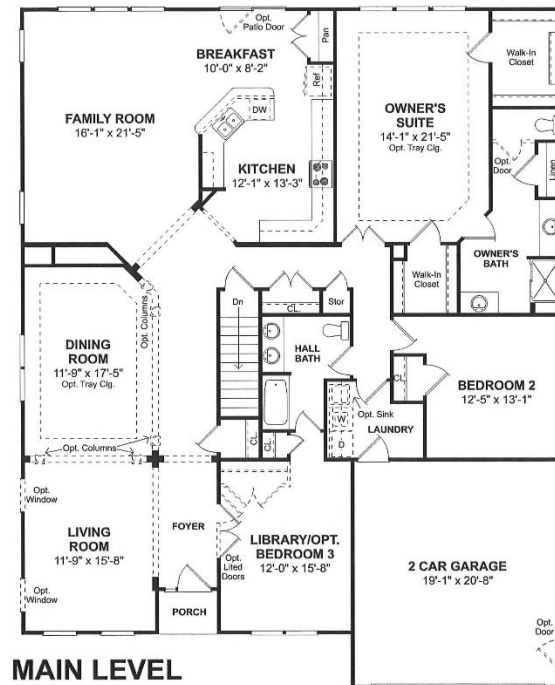 Opt.
Patio Door
Pan
BREAKFAST
10'-0" x 8'-2"
Ref
Walk-In
Closet
FAMILY ROOM
16'-1" x 21'-5"
DW
OWNER'S
SUITE
14'-1" x 21'-5"
Opt. Tray Clg.
KITCHEN
12'-1" x 13'-3"
Opt.
Door
Linen
OWNER'S
BATH
Walk-In
Closet
Dn
CL.
Stor
Opt. Columns
DINING
ROOM
11'-9" x 17'-5"
Opt. Tray Clg.
HALL
BATH
CL
BEDROOM 2
12'-5" x 13'-1"
Opt. Sink
W
D
LAUNDRY
CL.
CL.
Opt. Columns
Opt.
Window
LIVING
ROOM
11'-9" x 15'-8"
FOYER
LIBRARY/OPT.
BEDROOM 3
12'-0" x 15'-8"
Opt.
Lited
Doors
2 CAR GARAGE
19'-1" x 20'-8"
Opt.
Window
PORCH
Opt.
Door
MAIN LEVEL